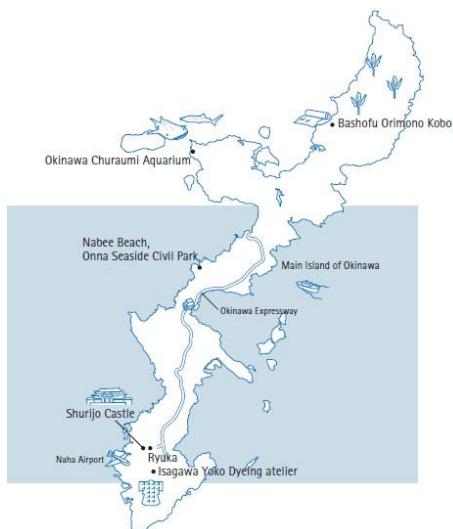 Bashofu Orimono Kobo
Okinawa Churaumi Aquarium
Nabee Beach,
Onna Seaside Civil Park
Main Island of Okinawa
Okinawa Expressway
Shurijo Castle
Ryuka
Naha Airport
Isagawa Yoko Dyeing atelier